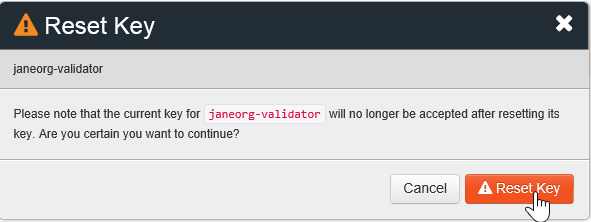 Reset Key
janeorg-validator
Please note that the current key for janeorg-validator will no longer be accepted after resetting its
key. Are you certain you want to continue?
Cancel Reset Key